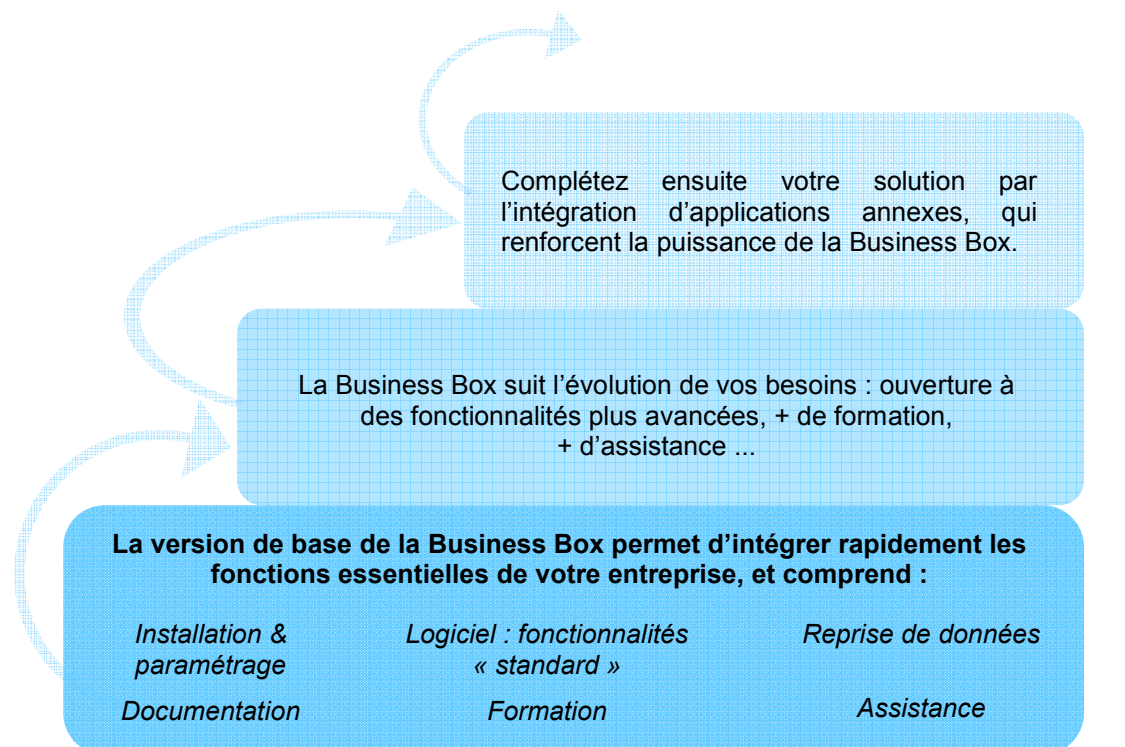 Complétez ensuite votre solution par
l’intégration d’applications annexes, qui
renforcent la puissance de la Business Box.
La Business Box suit l’évolution de vos besoins : ouverture à
des fonctionnalités plus avancées, + de formation,
+ d’assistance ...
La version de base de la Business Box permet d’intégrer rapidement les
fonctions essentielles de votre entreprise, et comprend :
Installation &
paramétrage
Logiciel : fonctionnalités
« standard »
Reprise de données
Documentation
Formation
Assistance